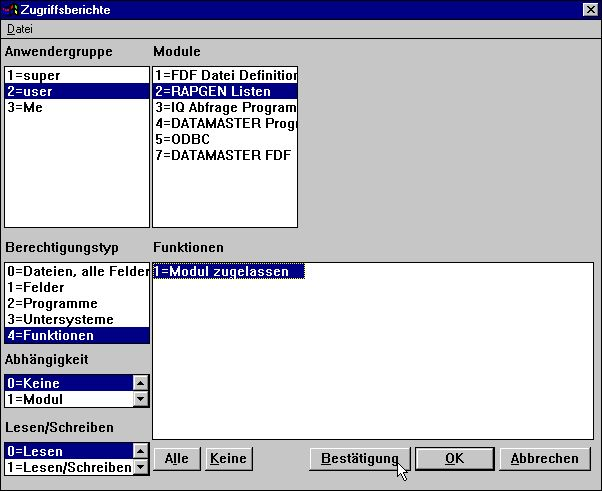 Zugriffsberichte
Datei
Anwendergruppe
1=super
2=user
3=Me
Module
1=FDF Datei Definition
2=RAPGEN Listen
3=IQ Abfrage Program
4=DATAMASTER Prog
5=ODBC
7=DATAMASTER FDF
Berechtigungstyp
0=Dateien, alle Felder
1=Felder
2=Programme
3=Untersysteme
4=Funktionen
Funktionen
1=Modul zugelassen
Abhängigkeit
0=Keine
1=Modul
Lesen/Schreiben
0=Lesen
1=Lesen/Schreiben
Alle
Keine
Bestätigung
OK
Abbrechen